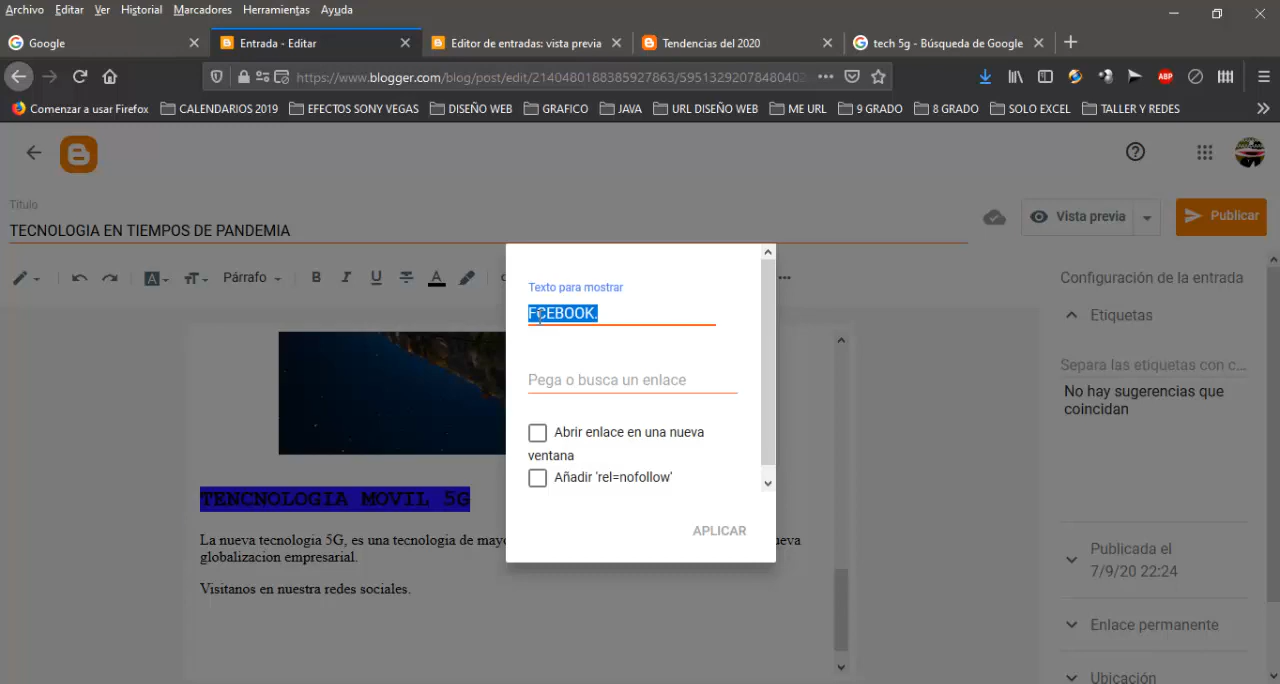 Archivo Editar Ver Historial Marcadores Herramientas Ayuda
Google Entrada - Editar Editor de entradas: vista previa Tendencias del 2020 tech 5g - Búsqueda de Google
https://www.blogger.com/blog/post/edit/2140480188385927863/595132920784804023 ABP
Comenzar a usar Firefox CALENDARIOS 2019 EFECTOS SONY VEGAS DISEÑO WEB GRAFICO JAVA URL DISEÑO WEB ME URL 9 GRADO 8 GRADO SOLO EXCEL TALLER Y REDES
Título
TECNOLOGIA EN TIEMPOS DE PANDEMIA
Vista previa Publicar
Párrafo B I U A
Configuración de la entrada
Texto para mostrar
FCEBOOK.
Etiquetas
Separa las etiquetas con c...
No hay sugerencias que
coincidan
Pega o busca un enlace
Abrir enlace en una nueva
ventana
Añadir 'rel=nofollow'
APLICAR
TENCNOLOGIA MOVIL 5G
La nueva tecnologia 5G, es una tecnologia de
globalizacion empresarial.
Visitanos en nuestra redes sociales.
Publicada el
7/9/20 22:24
Enlace permanente
Ubicación